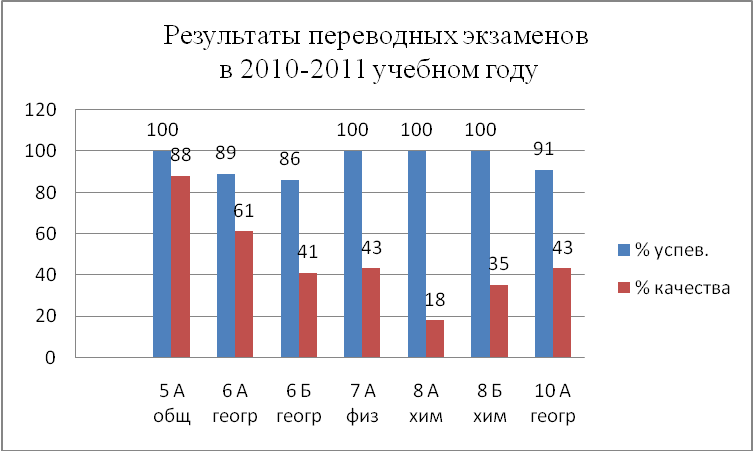 Результаты переводных экзаменов
в 2010-2011 учебном году
120
100
80
60
40
20
0
100
88
89
61
86
41
100
43
100
18
100
35
91
43
5 А
общ
6 А
геогр
6 Б
геогр
7 А
физ
8 А
хим
8 Б
хим
10 А
геогр
% успев.
% качества